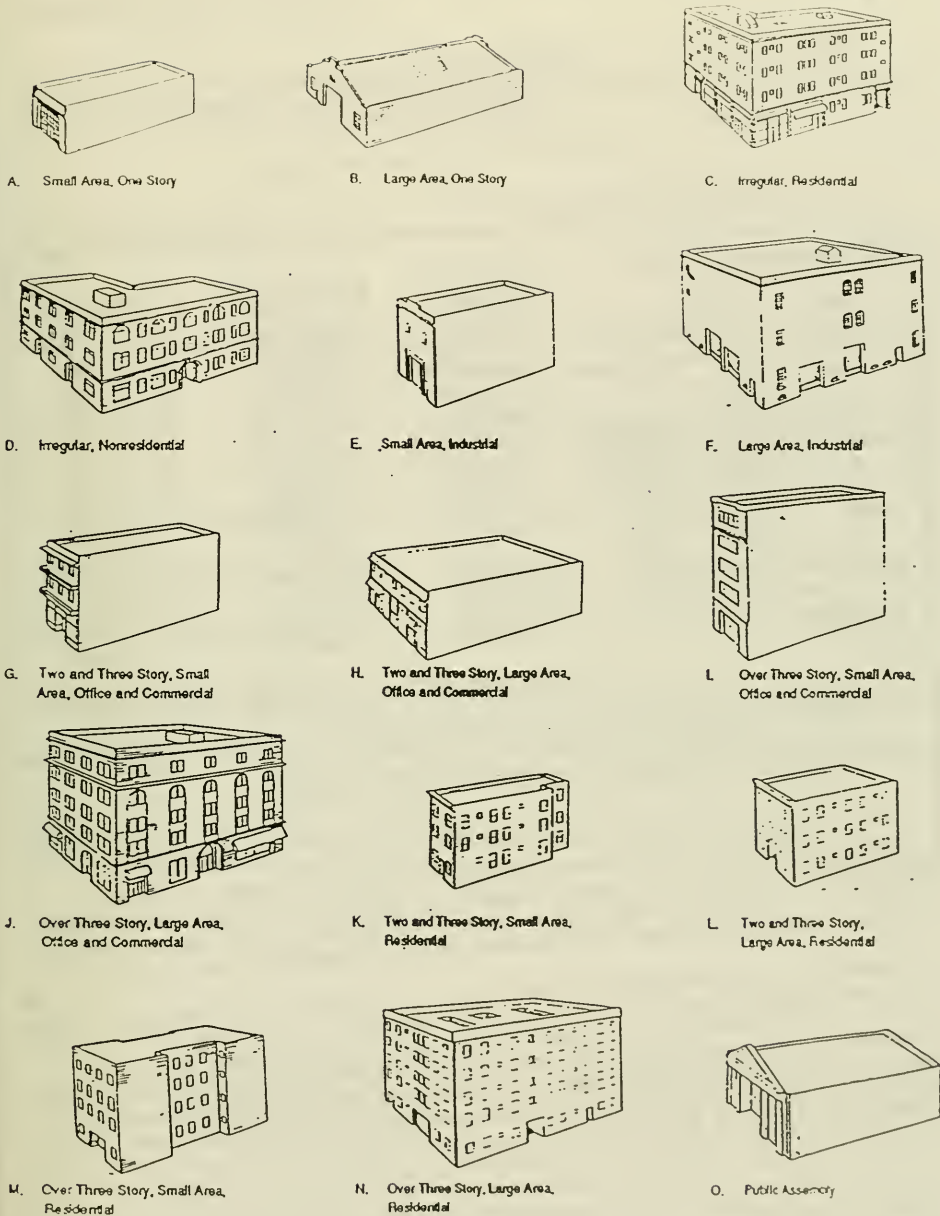 A. Small Area, One Story
B. Large Area, One Story
C. Irregular, Residential
D. Irregular, Nonresidential
E. Small Area, Industrial
F. Large Area, Industrial
G. Two and Three Story, Small
Area, Office and Commercial
H. Two and Three Story, Large Area,
Office and Commercial
I. Over Three Story, Small Area,
Office and Commercial
J. Over Three Story, Large Area,
Office and Commercial
K. Two and Three Story, Small Area,
Residential
L. Two and Three Story,
Large Area, Residential
M. Over Three Story, Small Area,
Residential
N. Over Three Story, Large Area,
Residential
O. Public Assembly